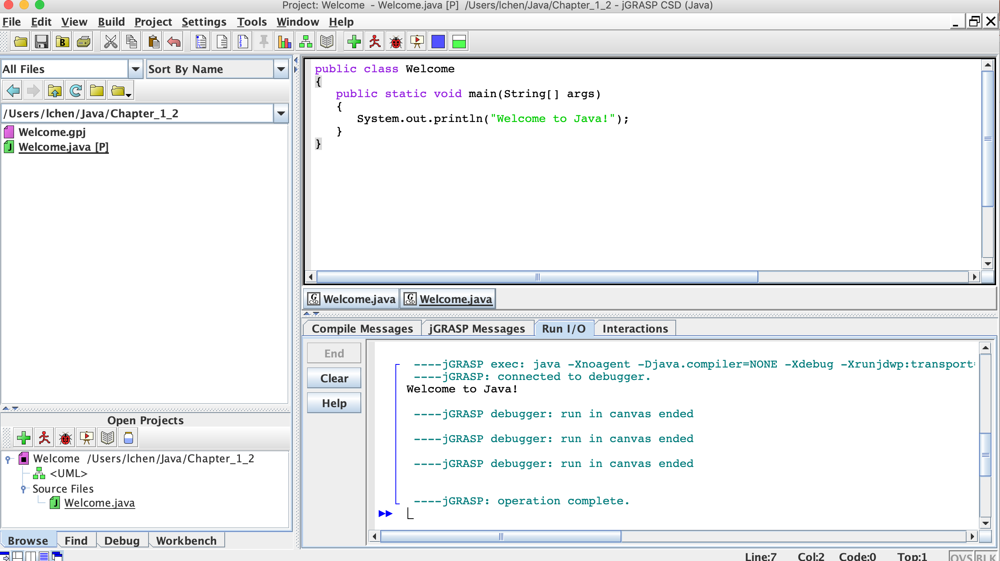 Project: Welcome - Welcome.java [P] /Users/lchen/Java/Chapter_1_2 - jGRASP CSD (Java)
File Edit View Build Project Settings Tools Window Help
B
1
2
3
All Files
Sort By Name
/Users/lchen/Java/Chapter_1_2
Welcome.gpj
J Welcome.java [P]
public class Welcome
{
public static void main(String[] args)
{
System.out.println("Welcome to Java!");
}
}
G CSD Welcome.java
G CSD Welcome.java
Compile Messages
jGRASP Messages
Run I/O
Interactions
End
Clear
Help
----jGRASP exec: java -Xnoagent -Djava.compiler=NONE -Xdebug -Xrunjdwp:transport=
----jGRASP: connected to debugger.
Welcome to Java!
----jGRASP debugger: run in canvas ended
----jGRASP debugger: run in canvas ended
----jGRASP debugger: run in canvas ended
----jGRASP: operation complete.
Open Projects
Welcome /Users/lchen/Java/Chapter_1_2
<UML>
Source Files
J Welcome.java
Browse
Find
Debug
Workbench
Line:7 Col:2 Code:0 Top:1 OVS BLK